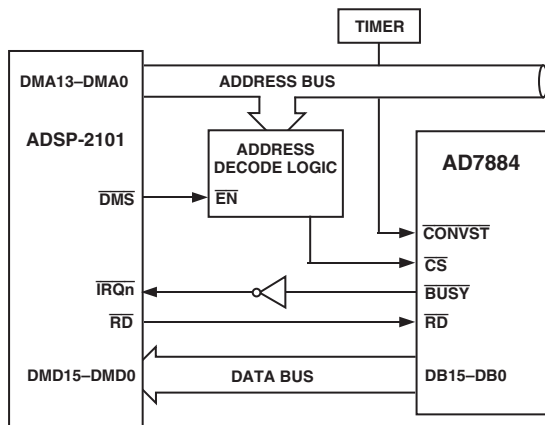 TIMER
DMA13–DMA0
ADDRESS BUS
ADSP-2101
ADDRESS
DECODE LOGIC
AD7884
DMS
EN
CONVST
CS
IRQn
BUSY
RD
RD
DMD15–DMD0
DATA BUS
DB15–DB0